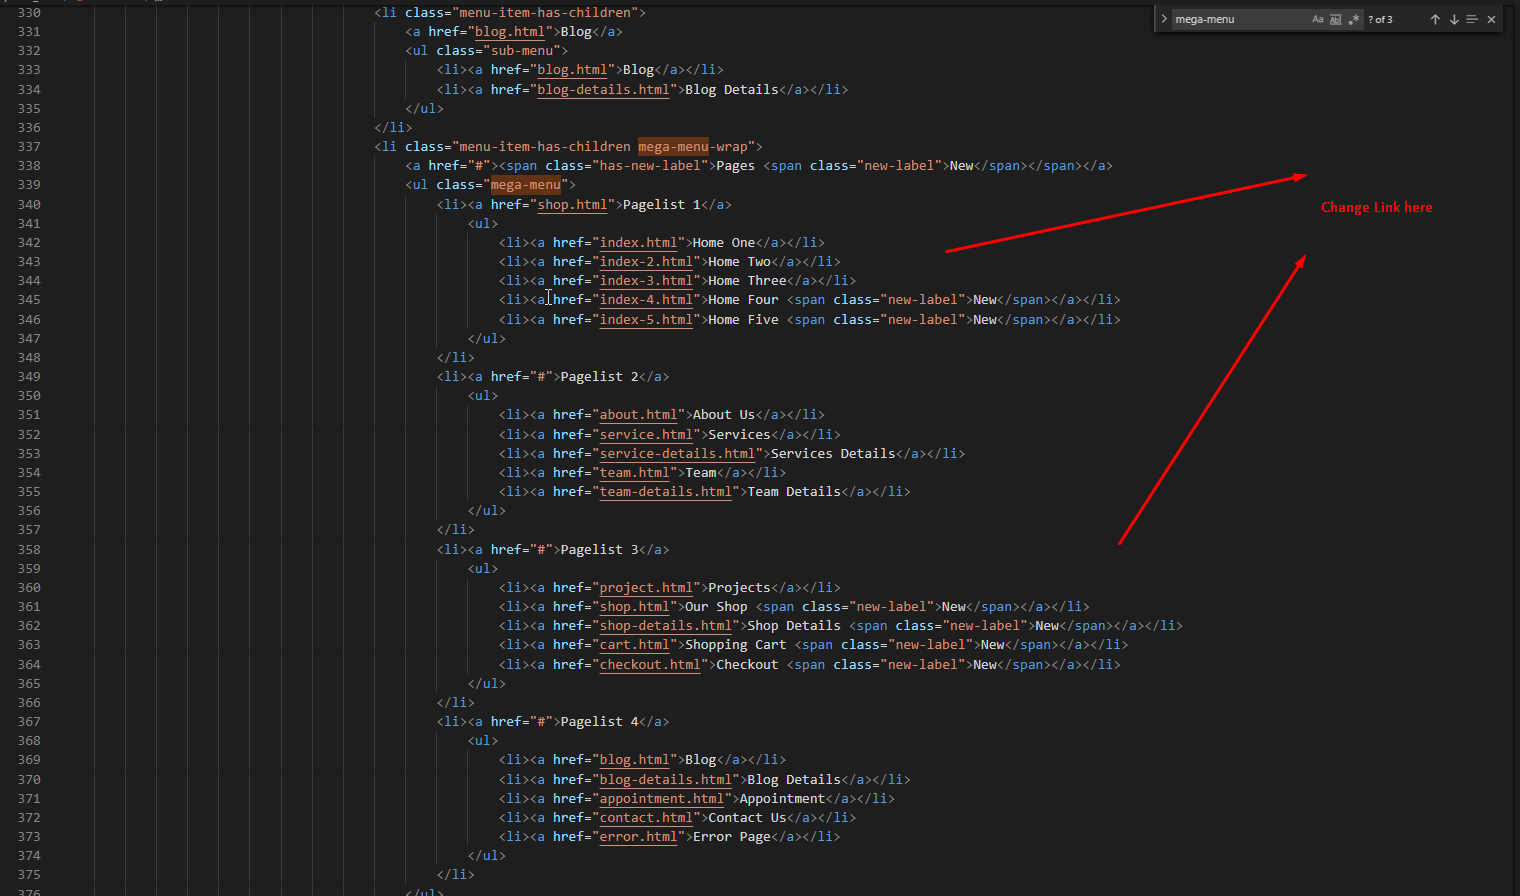 mega-menu Aa Ab .* ? of 3
330 <li class="menu-item-has-children">
331 <a href="blog.html">Blog</a>
332 <ul class="sub-menu">
333 <li><a href="blog.html">Blog</a></li>
334 <li><a href="blog-details.html">Blog Details</a></li>
335 </ul>
336 </li>
337 <li class="menu-item-has-children mega-menu-wrap">
338 <a href="#"><span class="has-new-label">Pages <span class="new-label">New</span></span></a>
339 <ul class="mega-menu">
340 <li><a href="shop.html">Pagelist 1</a>
Change Link here
341 <ul>
342 <li><a href="index.html">Home One</a></li>
343 <li><a href="index-2.html">Home Two</a></li>
344 <li><a href="index-3.html">Home Three</a></li>
345 <li><a href="index-4.html">Home Four <span class="new-label">New</span></a></li>
346 <li><a href="index-5.html">Home Five <span class="new-label">New</span></a></li>
347 </ul>
348 </li>
349 <li><a href="#">Pagelist 2</a>
350 <ul>
351 <li><a href="about.html">About Us</a></li>
352 <li><a href="service.html">Services</a></li>
353 <li><a href="service-details.html">Services Details</a></li>
354 <li><a href="team.html">Team</a></li>
355 <li><a href="team-details.html">Team Details</a></li>
356 </ul>
357 </li>
358 <li><a href="#">Pagelist 3</a>
359 <ul>
360 <li><a href="project.html">Projects</a></li>
361 <li><a href="shop.html">Our Shop <span class="new-label">New</span></a></li>
362 <li><a href="shop-details.html">Shop Details <span class="new-label">New</span></a></li>
363 <li><a href="cart.html">Shopping Cart <span class="new-label">New</span></a></li>
364 <li><a href="checkout.html">Checkout <span class="new-label">New</span></a></li>
365 </ul>
366 </li>
367 <li><a href="#">Pagelist 4</a>
368 <ul>
369 <li><a href="blog.html">Blog</a></li>
370 <li><a href="blog-details.html">Blog Details</a></li>
371 <li><a href="appointment.html">Appointment</a></li>
372 <li><a href="contact.html">Contact Us</a></li>
373 <li><a href="error.html">Error Page</a></li>
374 </ul>
375 </li>
376 </ul>